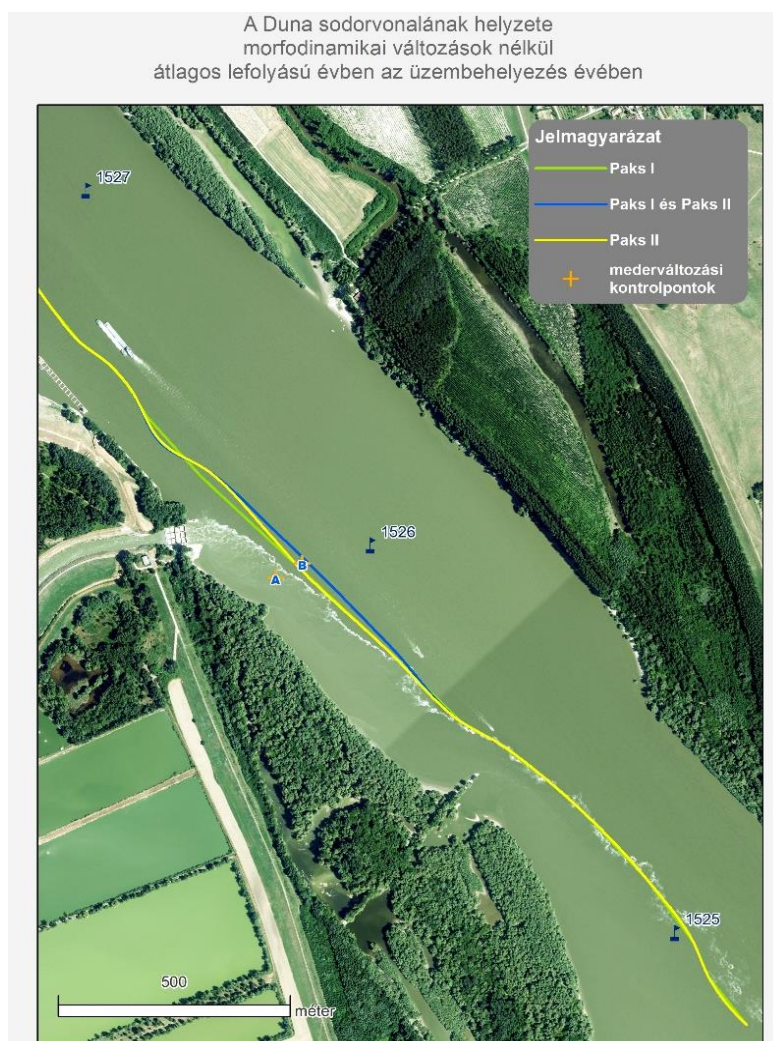 A Duna sodorvonalának helyzete
morfodinamikai változások nélkül
átlagos lefolyású évben az üzembehelyezés évében
Jelmagyarázat
Paks I
Paks I és Paks II
Paks II
mederváltozási
kontrolpontok
1527
1526
B
A
1525
500
méter